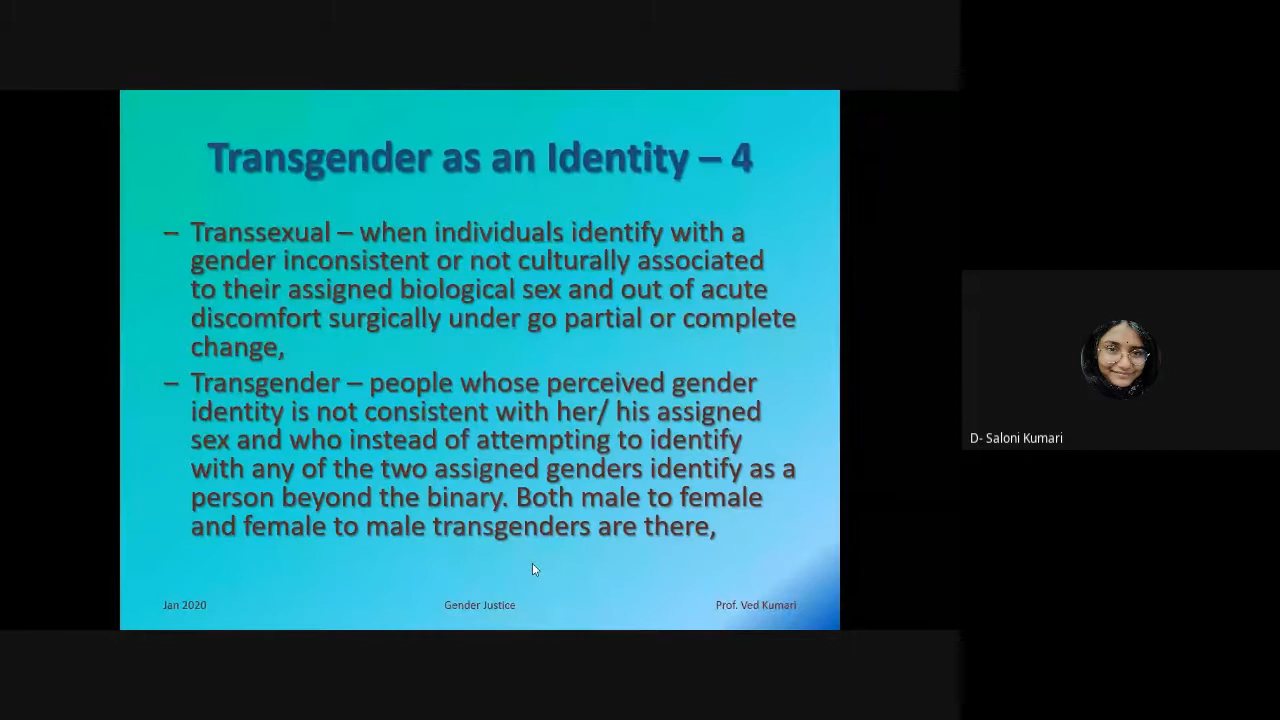 Transgender as an Identity – 4
– Transsexual – when individuals identify with a
gender inconsistent or not culturally associated
to their assigned biological sex and out of acute
discomfort surgically under go partial or complete
change,
– Transgender – people whose perceived gender
identity is not consistent with her/ his assigned
sex and who instead of attempting to identify
with any of the two assigned genders identify as a
person beyond the binary. Both male to female
and female to male transgenders are there,
Jan 2020
Gender Justice
Prof. Ved Kumari
D- Saloni Kumari